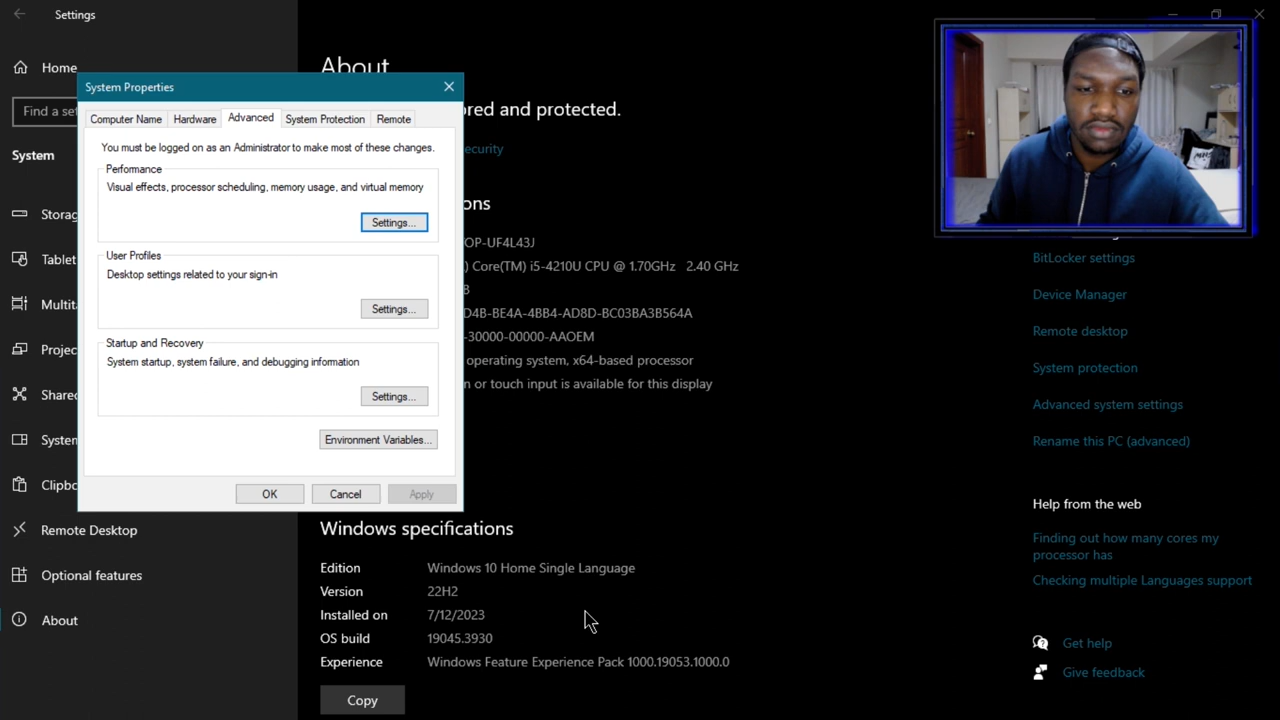 Settings
Home
Find a set
System
Storag
Tablet
Multita
Projec
Shared
System
Clipbo
Remote Desktop
Optional features
About
System Properties
Computer Name
Hardware
Advanced
System Protection
Remote
You must be logged on as an Administrator to make most of these changes.
Performance
Visual effects, processor scheduling, memory usage, and virtual memory
Settings...
User Profiles
Desktop settings related to your sign-in
Settings...
Startup and Recovery
System startup, system failure, and debugging information
Settings...
Environment Variables...
OK
Cancel
Apply
About
ored and protected.
ecurity
ons
OP-UF4L43J
) Core(TM) i5-4210U CPU @ 1.70GHz 2.40 GHz
B
D4B-BE4A-4BB4-AD8D-BC03BA3B564A
-30000-00000-AAOEM
operating system, x64-based processor
n or touch input is available for this display
Windows specifications
Edition Windows 10 Home Single Language
Version 22H2
Installed on 7/12/2023
OS build 19045.3930
Experience Windows Feature Experience Pack 1000.19053.1000.0
Copy
BitLocker settings
Device Manager
Remote desktop
System protection
Advanced system settings
Rename this PC (advanced)
Help from the web
Finding out how many cores my
processor has
Checking multiple Languages support
Get help
Give feedback